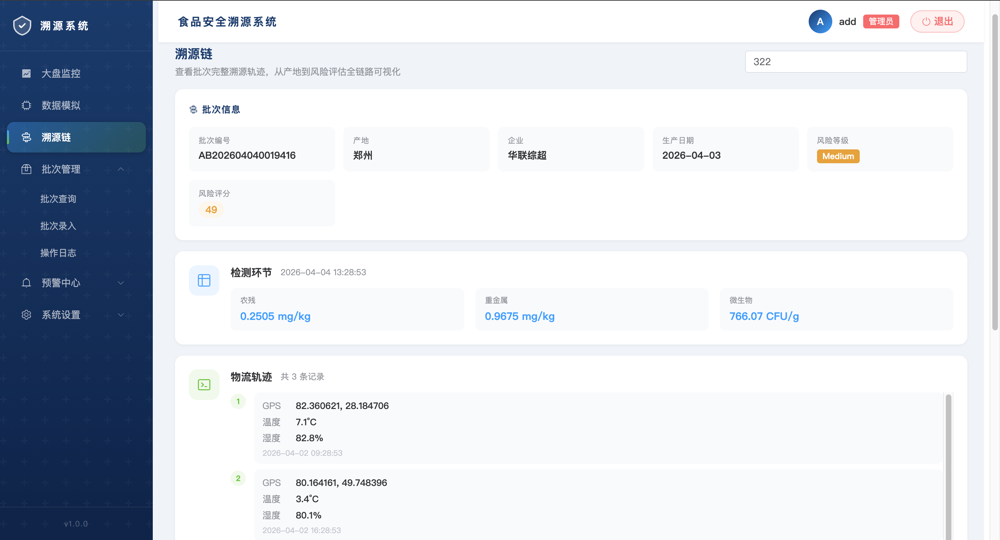 溯源系统
大盘监控
数据模拟
溯源链
批次管理
批次查询
批次录入
操作日志
预警中心
系统设置
v1.0.0
食品安全溯源系统
A add 管理员 退出
溯源链
查看批次完整溯源轨迹，从产地到风险评估全链路可视化
322
批次信息
批次编号
AB202604040019416
产地
郑州
企业
华联综超
生产日期
2026-04-03
风险等级
Medium
风险评分
49
检测环节 2026-04-04 13:28:53
农残
0.2505 mg/kg
重金属
0.9675 mg/kg
微生物
766.07 CFU/g
物流轨迹 共 3 条记录
1
GPS 82.360621, 28.184706
温度 7.1°C
湿度 82.8%
2026-04-02 09:28:53
2
GPS 80.164161, 49.748396
温度 3.4°C
湿度 80.1%
2026-04-02 16:28:53